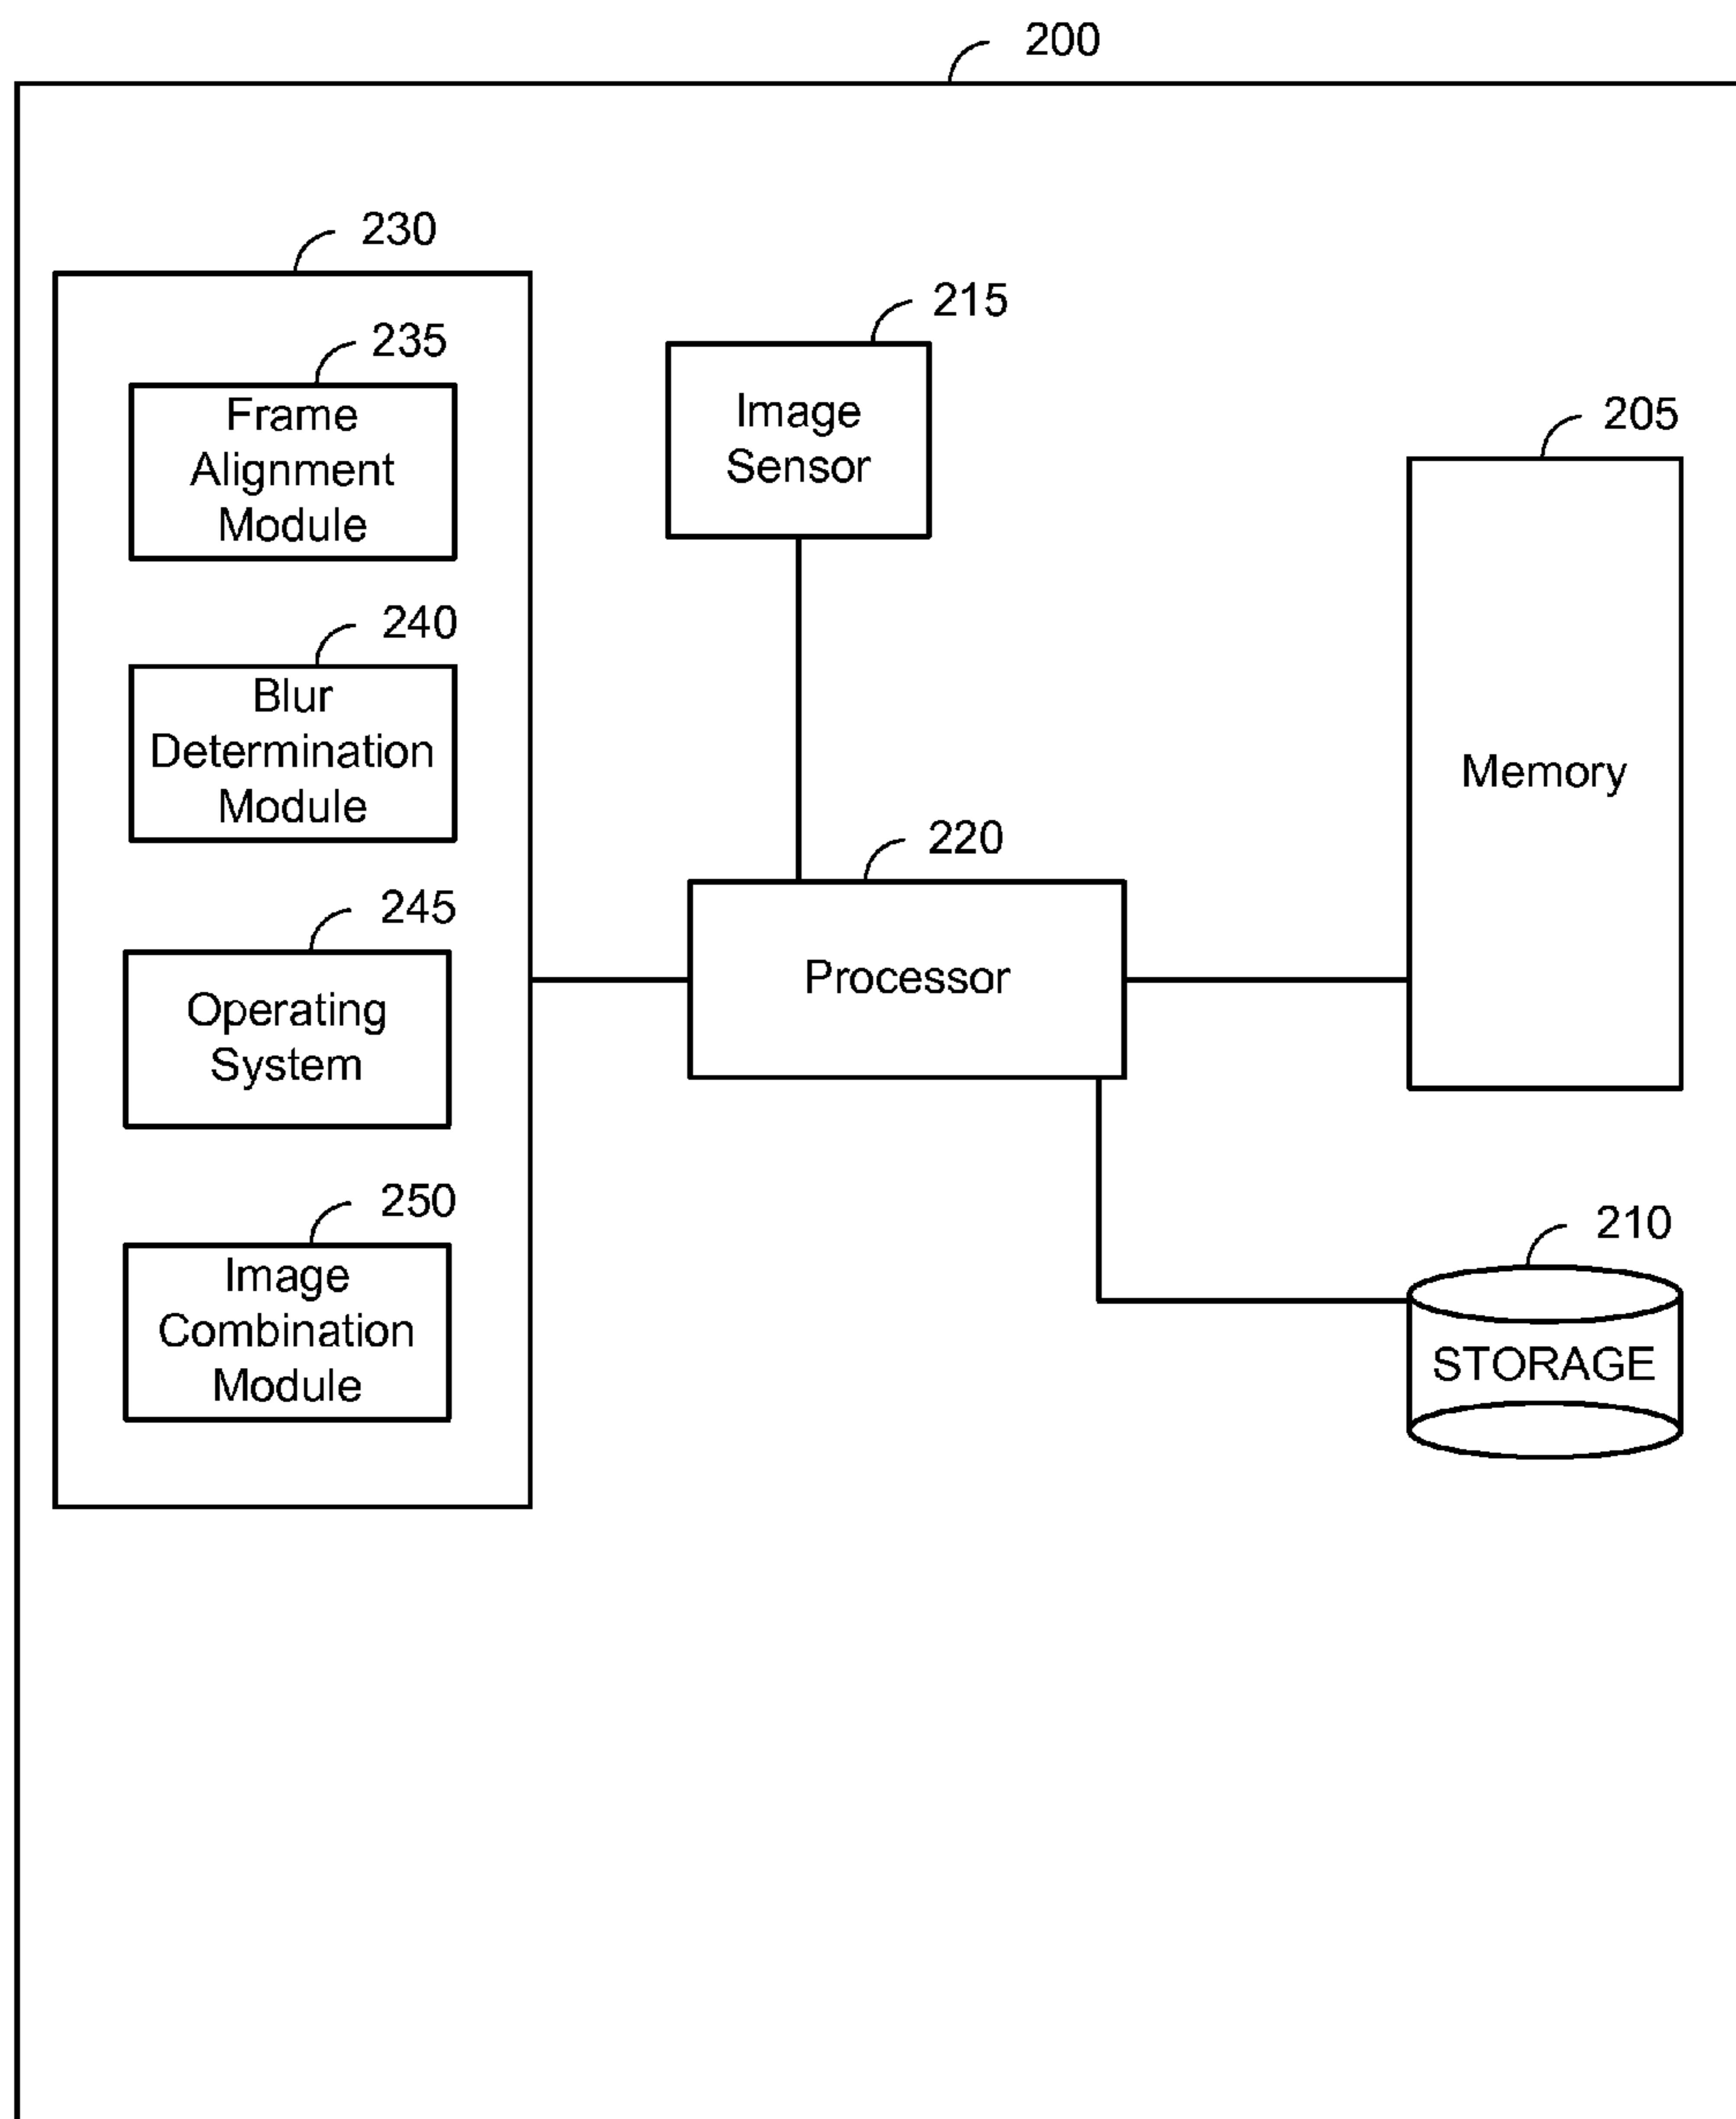 200
230
235
Frame
Alignment
Module
240
Blur
Determination
Module
245
Operating
System
250
Image
Combination
Module
215
Image
Sensor
220
Processor
205
Memory
210
STORAGE